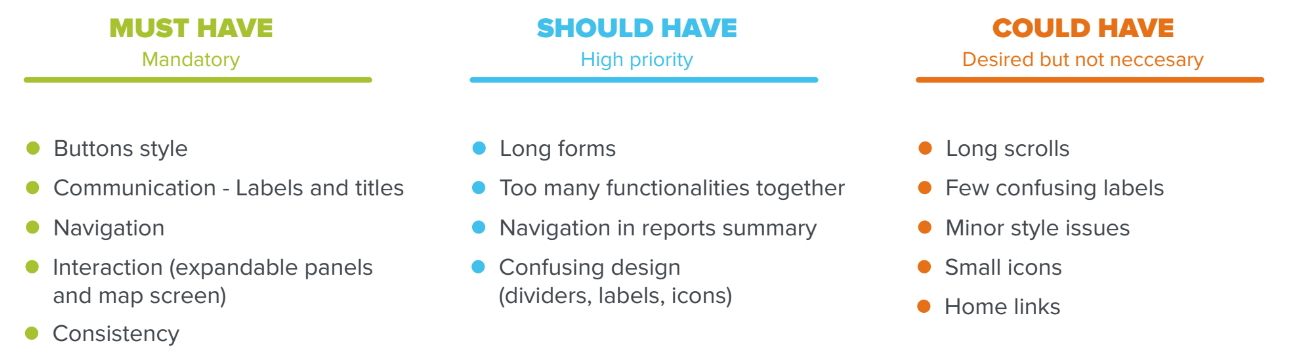 MUST HAVE
Mandatory
Buttons style
Communication - Labels and titles
Navigation
Interaction (expandable panels
and map screen)
Consistency
SHOULD HAVE
High priority
Long forms
Too many functionalities together
Navigation in reports summary
Confusing design
(dividers, labels, icons)
COULD HAVE
Desired but not neccesary
Long scrolls
Few confusing labels
Minor style issues
Small icons
Home links